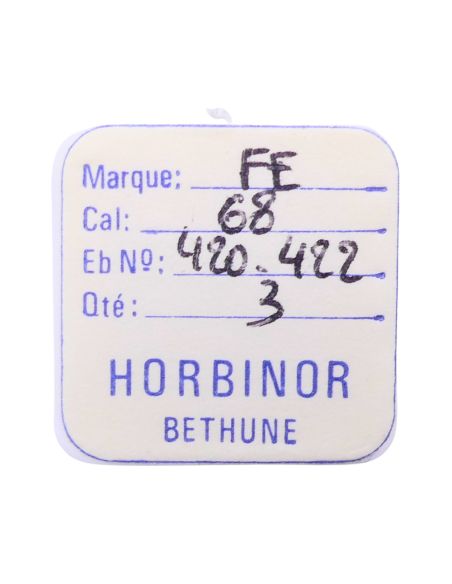 Marque: FE
Cal: 68
Eb Nº: 420.422
Qté: 3
HORBINOR
BETHUNE